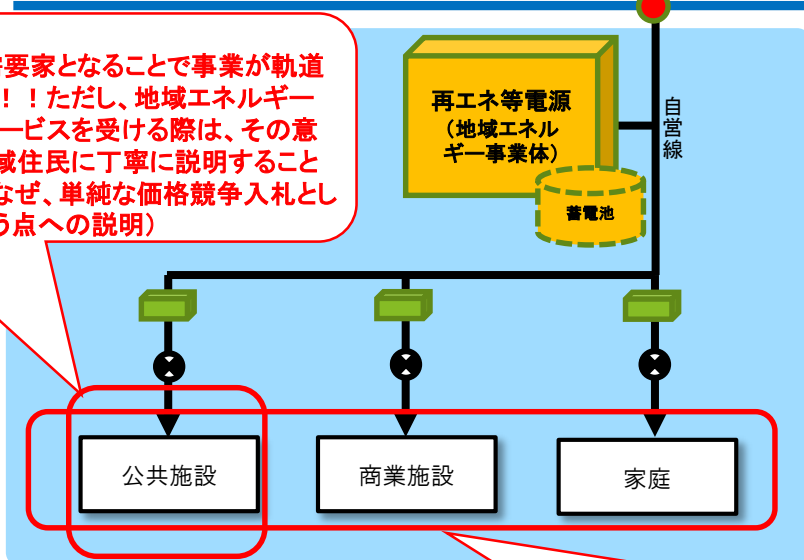 要家となることで事業が軌道
！！ただし、地域エネルギー
ービスを受ける際は、その意
域住民に丁寧に説明すること
なぜ、単純な価格競争入札とし
う点への説明）
再エネ等電源
（地域エネル
ギー事業体）
自営線
蓄電池
公共施設
商業施設
家庭